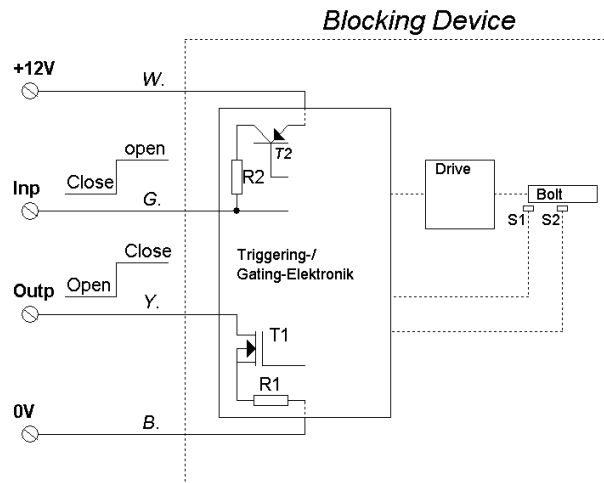 Blocking Device
+12V
W.
open
Close
T2
R2
Inp
G.
Drive
Bolt
S1
S2
Triggering-/
Gating-Elektronik
Close
Open
Outp
Y.
T1
R1
0V
B.